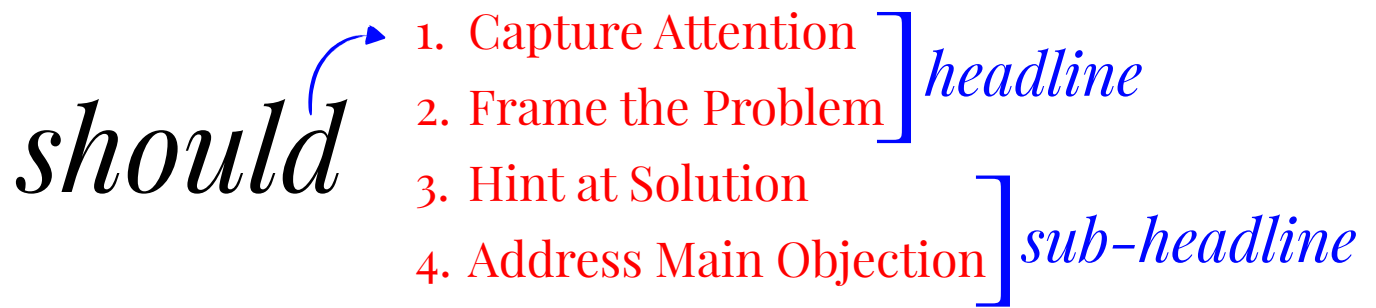 should
1. Capture Attention
2. Frame the Problem
headline
3. Hint at Solution
4. Address Main Objection
sub-headline